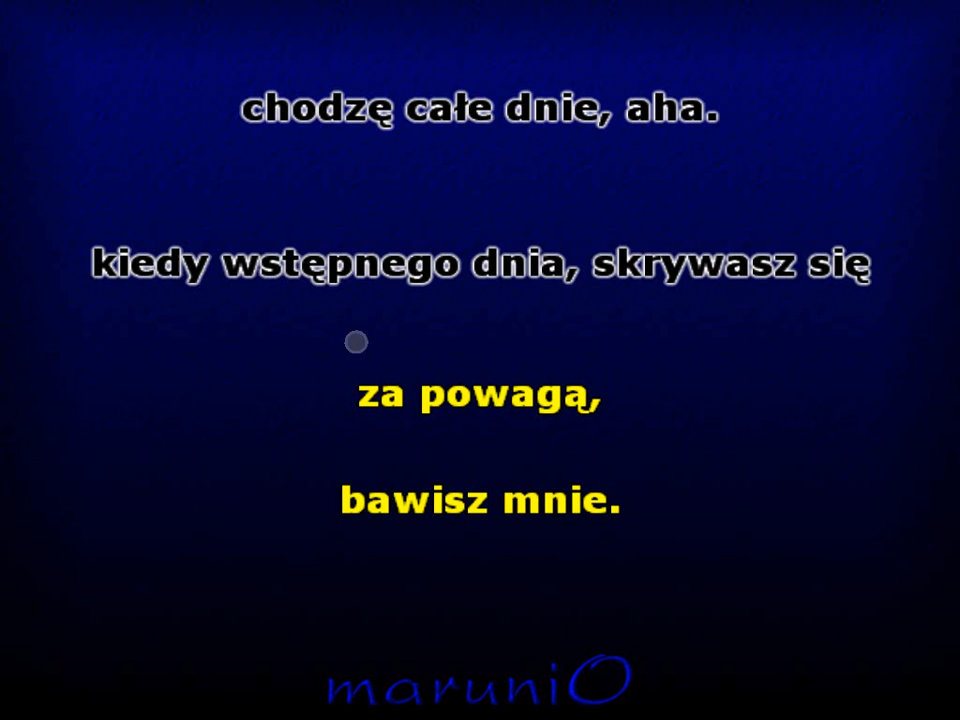 chodzę całe dnie, aha.
kiedy wstępnego dnia, skrywasz się
za powagą,
bawisz mnie.
maruniO